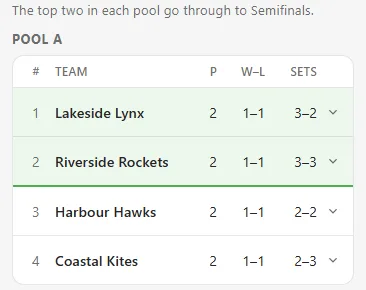 The top two in each pool go through to Semifinals.
POOL A
# TEAM P W–L SETS
1 Lakeside Lynx 2 1–1 3–2
2 Riverside Rockets 2 1–1 3–3
3 Harbour Hawks 2 1–1 2–2
4 Coastal Kites 2 1–1 2–3